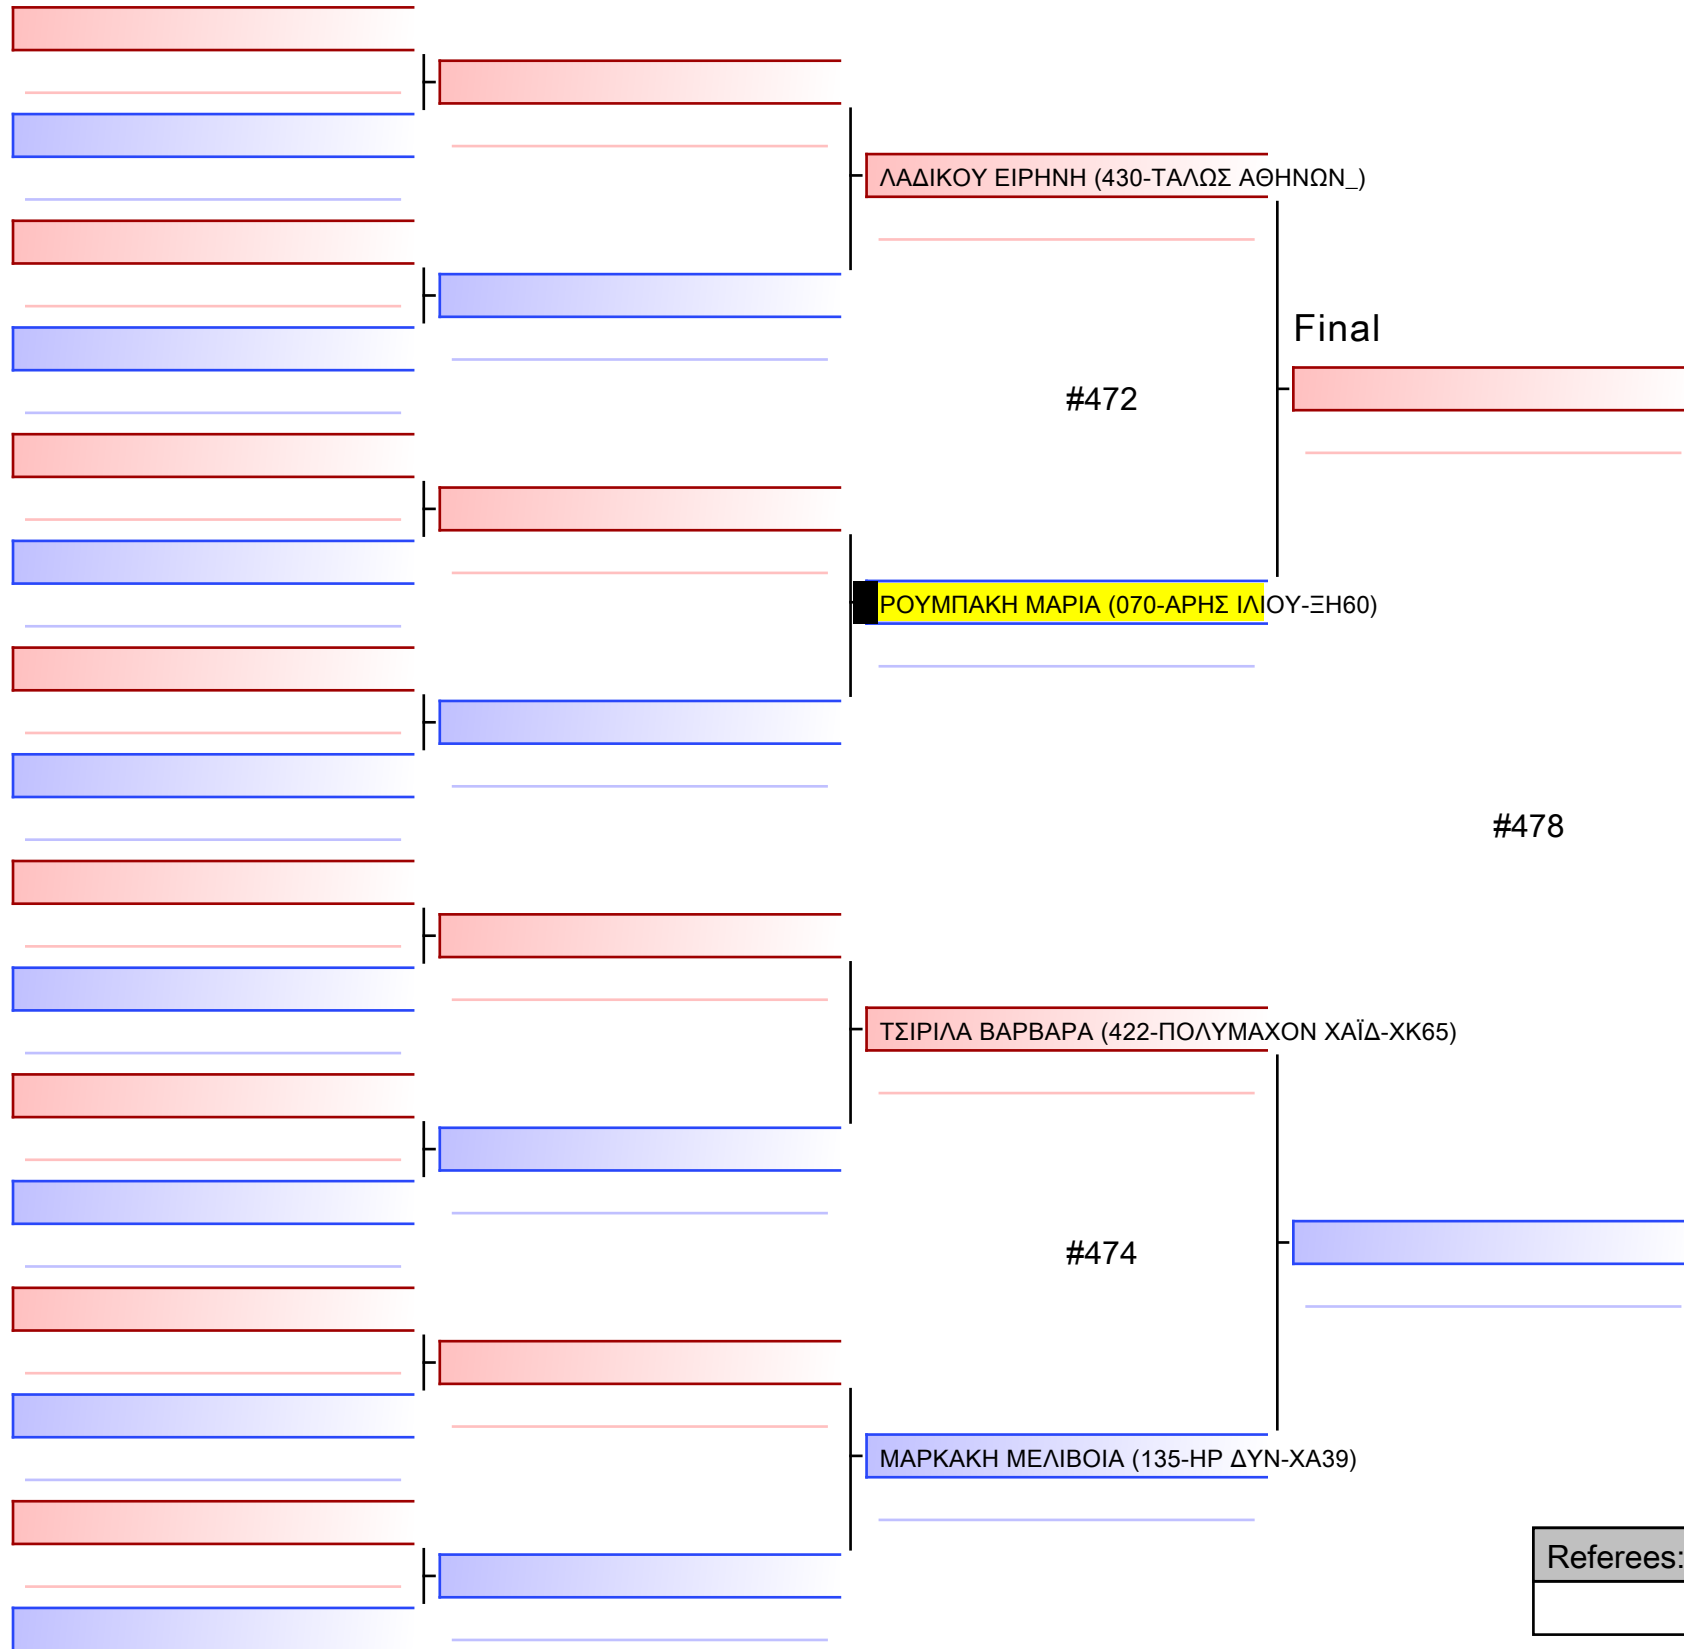 ΛΑΔΙΚΟΥ ΕΙΡΗΝΗ (430-ΤΑΛΩΣ ΑΘΗΝΩΝ_)
Final
#472
ΡΟΥΜΠΑΚΗ ΜΑΡΙΑ (070-ΑΡΗΣ ΙΛΙΟΥ-ΞΗ60)
#478
ΤΣΙΡΙΛΑ ΒΑΡΒΑΡΑ (422-ΠΟΛΥΜΑΧΟΝ ΧΑΪΔ-ΧΚ65)
#474
ΜΑΡΚΑΚΗ ΜΕΛΙΒΟΙΑ (135-ΗΡ ΔΥΝ-ΧΑ39)
Referees: